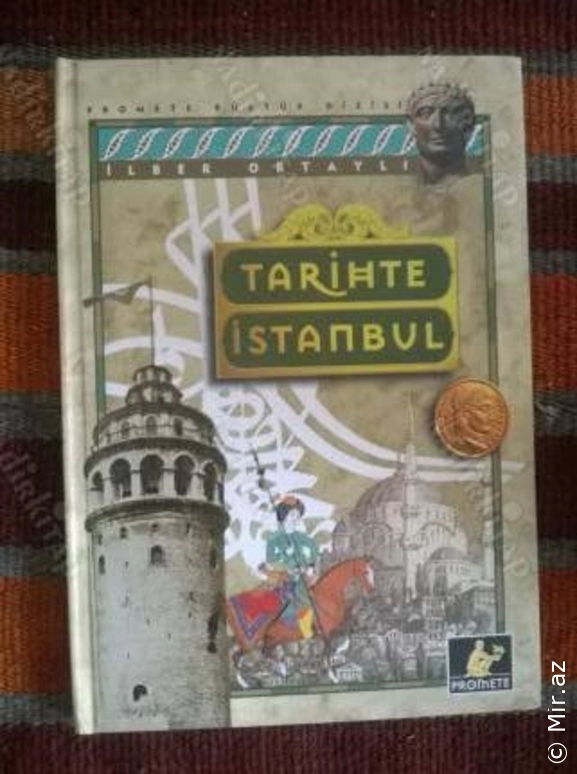 PROMETE KÜLTÜR DİZİSİ
İLBER ORTAYLI
TARİHTE
İSTANBUL
PROMETE
© Mir.az